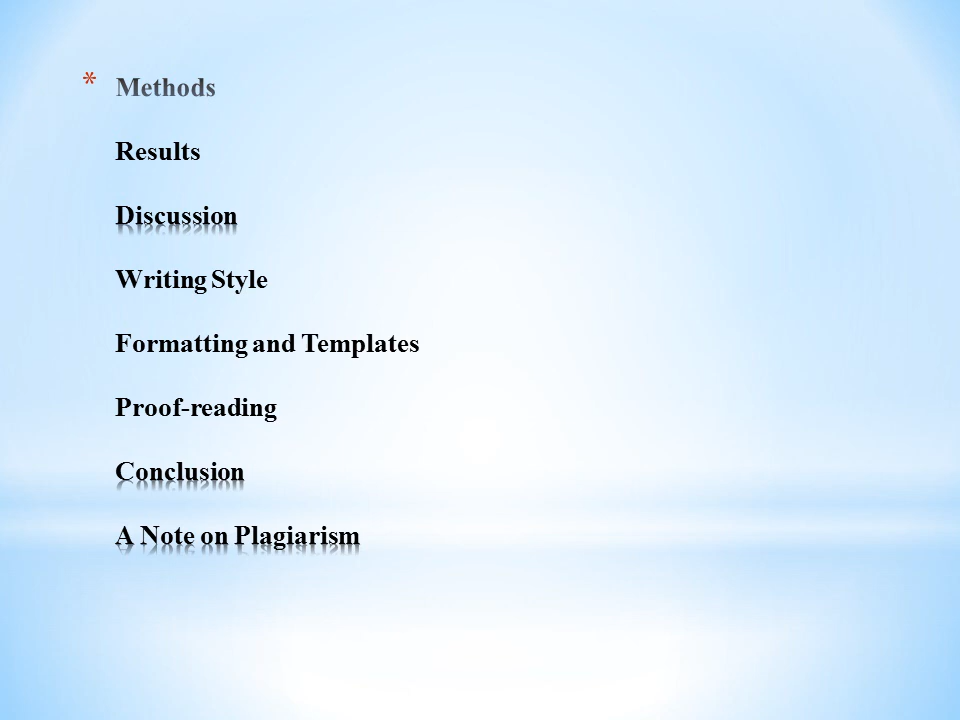 * Methods
Results
Discussion
Writing Style
Formatting and Templates
Proof-reading
Conclusion
A Note on Plagiarism